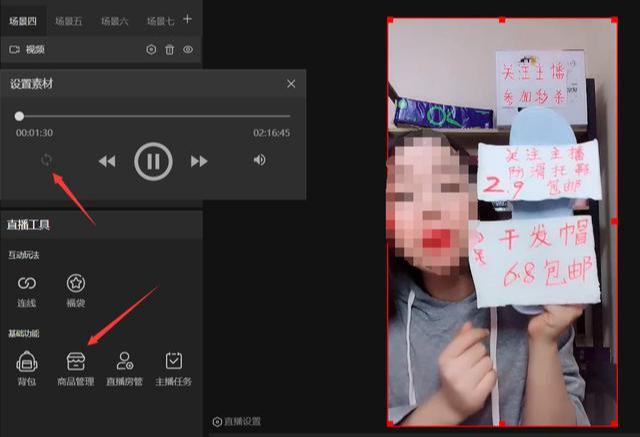 场景四 场景五 场景六 场景七 +
视频
设置素材
00:01:30 02:16:45
直播工具
互动玩法
连线 福袋
基础功能
背包 商品管理 直播房管 主播任务
直播设置
关注主播
参加秒杀
关注主播
防滑托鞋
2.9 包邮
干发帽
6.8包邮